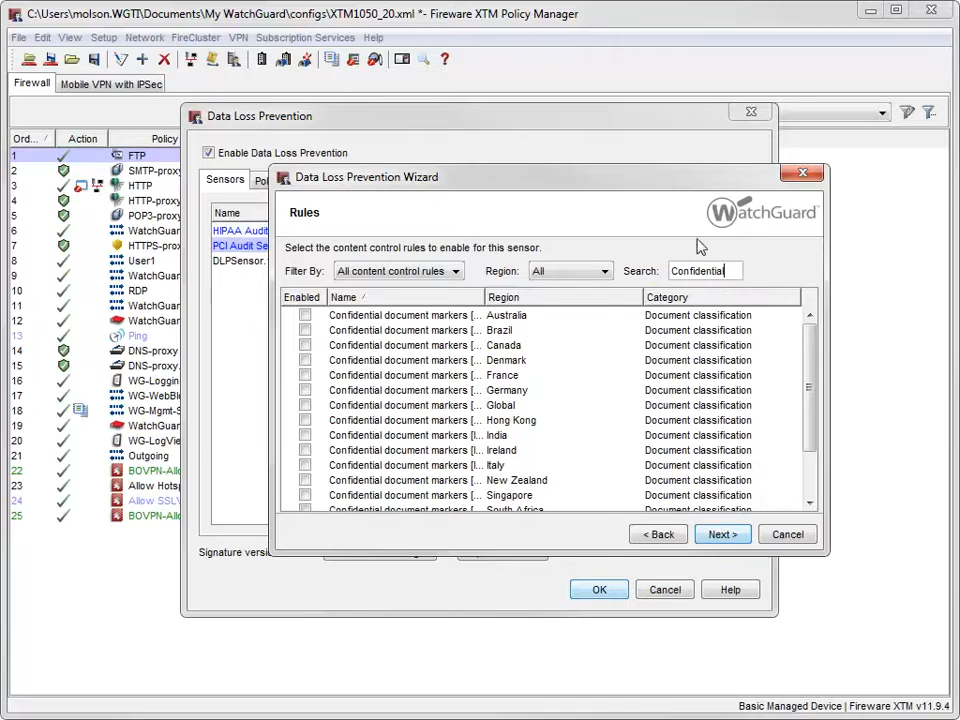 C:\Users\molson.WGTI\Documents\My WatchGuard\configs\XTM1050_20.xml *- Fireware XTM Policy Manager
File Edit View Setup Network FireCluster VPN Subscription Services Help
Firewall Mobile VPN with IPSec
Ord... Action Policy
1 FTP
2 SMTP-proxy
3 HTTP
4 HTTP-proxy
5 POP3-proxy
6 WatchGuard
7 HTTPS-proxy
8 User1
9 WatchGuard
10 RDP
11 WatchGuard
12 WatchGuard
13 Ping
14 DNS-proxy
15 DNS-proxy
16 WG-Logging
17 WG-WebBl
18 WG-Mgmt-S
19 WatchGuard
20 WG-LogVie
21 Outgoing
22 BOVPN-Allo
23 Allow Hots
24 Allow SSLV
25 BOVPN-Allo
Data Loss Prevention
Enable Data Loss Prevention
Sensors Po
Name
HIPAA Audit
PCI Audit Se
DLPSensor.
Signature versi
OK Cancel Help
Data Loss Prevention Wizard
Rules
WatchGuard
Select the content control rules to enable for this sensor.
Filter By: All content control rules Region: All Search: Confidential
Enabled Name Region Category
Confidential document markers [... Australia Document classification
Confidential document markers [... Brazil Document classification
Confidential document markers [... Canada Document classification
Confidential document markers [... Denmark Document classification
Confidential document markers [... France Document classification
Confidential document markers [... Germany Document classification
Confidential document markers [... Global Document classification
Confidential document markers [... Hong Kong Document classification
Confidential document markers [I... India Document classification
Confidential document markers [I... Ireland Document classification
Confidential document markers [I... Italy Document classification
Confidential document markers [... New Zealand Document classification
Confidential document markers [... Singapore Document classification
Confidential document markers [... South Africa Document classification
< Back Next > Cancel
Basic Managed Device | Fireware XTM v11.9.4